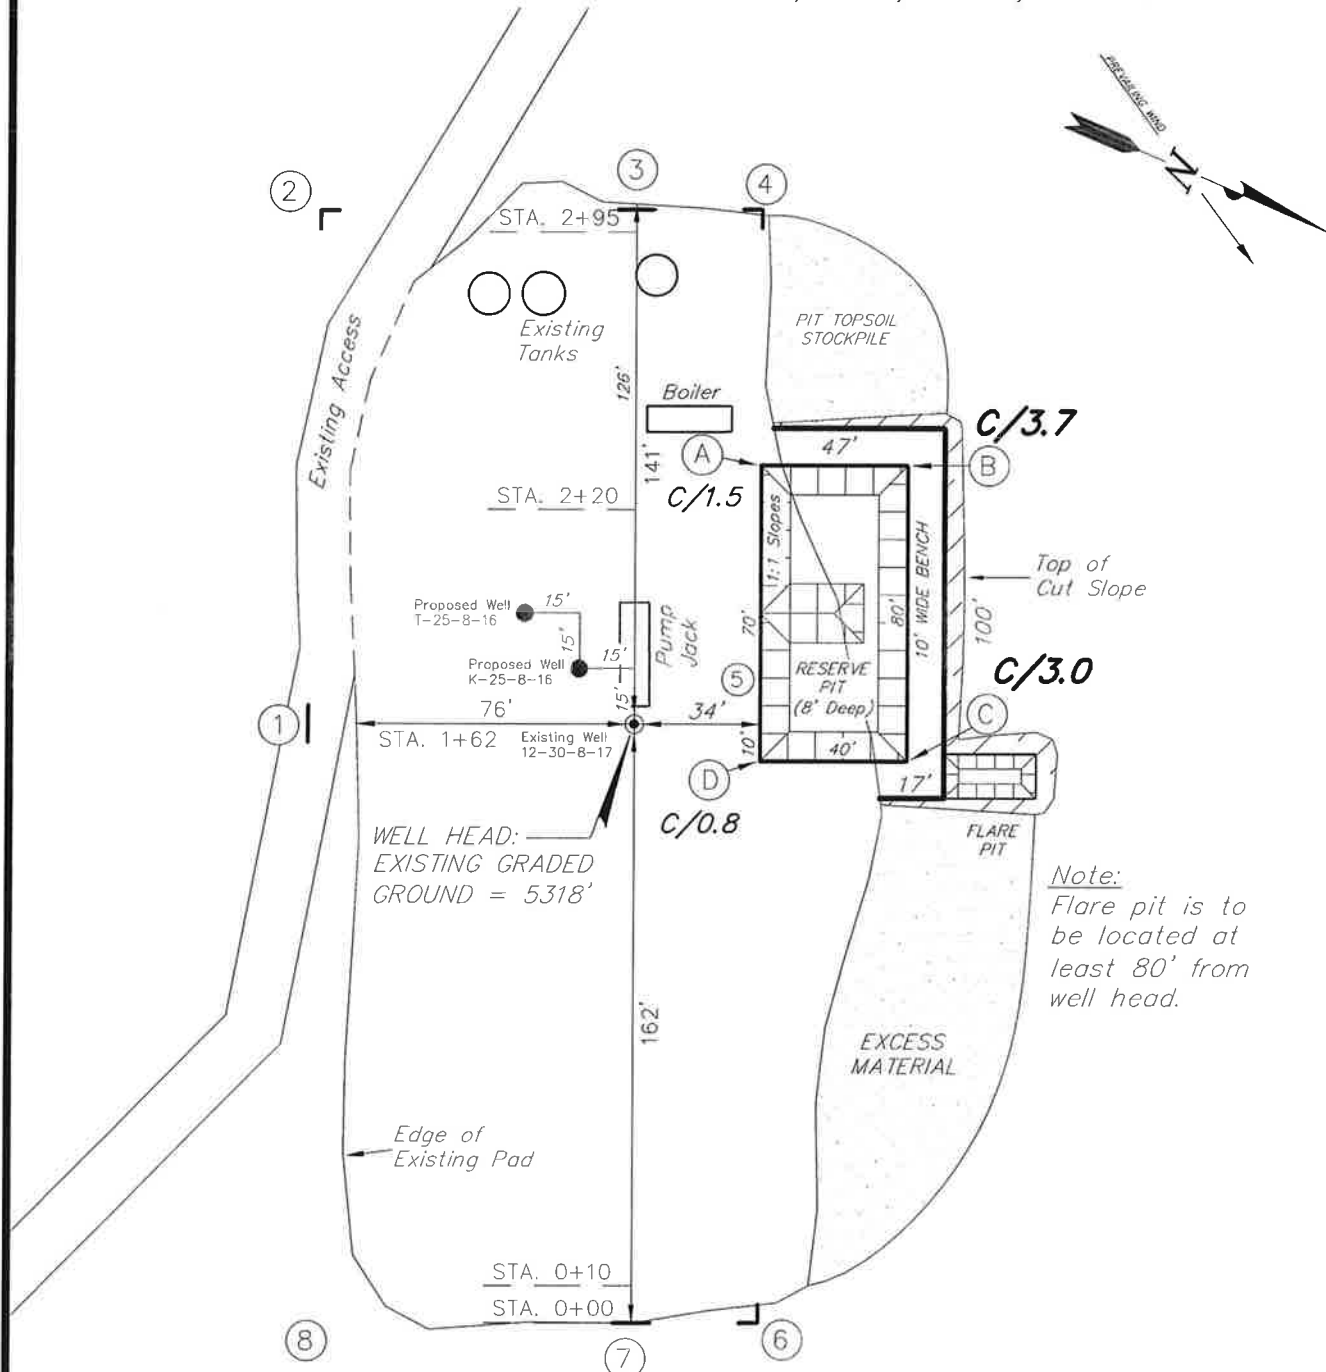 PREVAILING WIND
N
2
3
4
STA. 2+95
Existing
Tanks
PIT TOPSOIL
STOCKPILE
Existing Access
126'
Boiler
C/3.7
47'
A
B
141'
C/1.5
STA. 2+20
1:1 Slopes
10' WIDE BENCH
Top of
Cut Slope
100'
Proposed Well
T-25-8-16
15'
15'
Proposed Well
K-25-8-16
15'
15'
Pump
Jack
70'
80'
RESERVE
PIT
(8' Deep)
C/3.0
5
1
76'
34'
C
STA. 1+62
Existing Well
12-30-8-17
10'
40'
D
17'
C/0.8
WELL HEAD:
EXISTING GRADED
GROUND = 5318'
FLARE
PIT
Note:
Flare pit is to
be located at
least 80' from
well head.
162'
EXCESS
MATERIAL
Edge of
Existing Pad
STA. 0+10
STA. 0+00
8
7
6